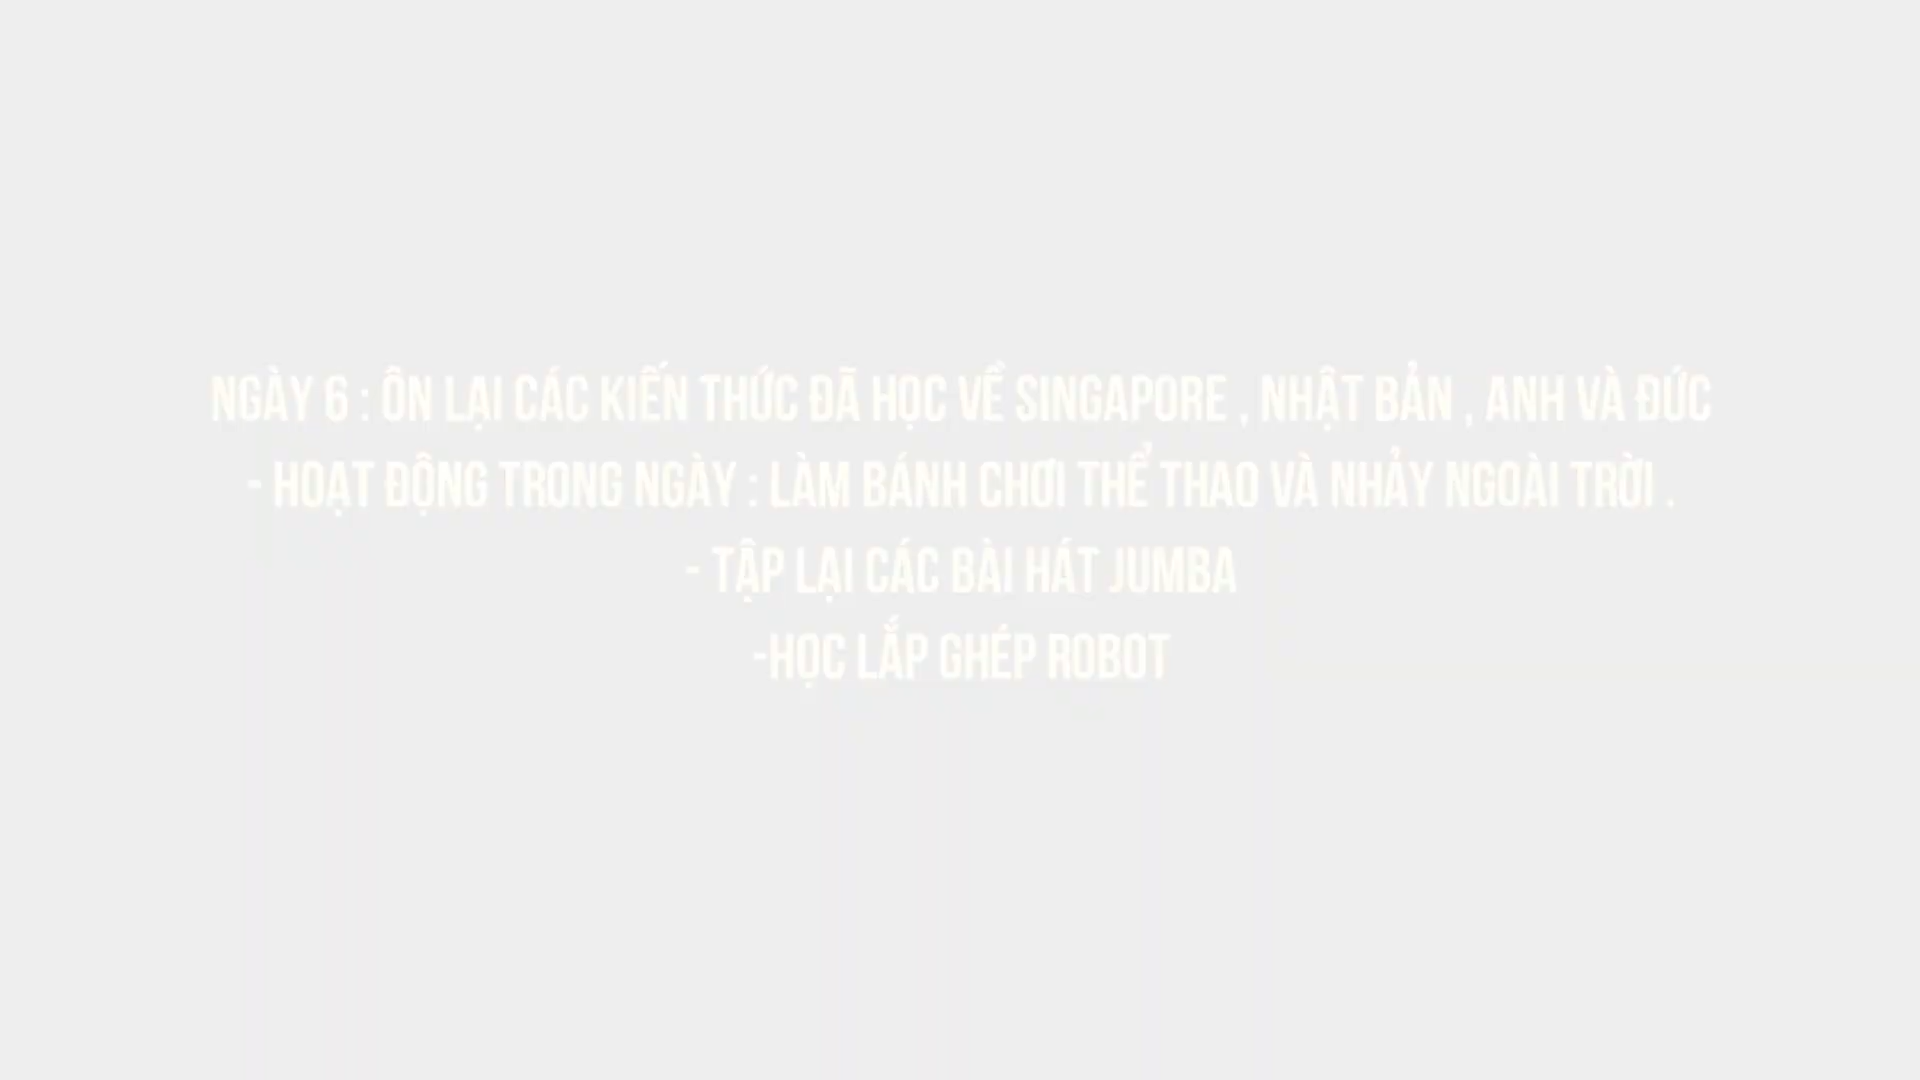 NGÀY 6 : ÔN LẠI CÁC KIẾN THỨC ĐÃ HỌC VỀ SINGAPORE , NHẬT BẢN , ANH VÀ ĐỨC
- HOẠT ĐỘNG TRONG NGÀY : LÀM BÁNH CHƠI THỂ THAO VÀ NHẢY NGOÀI TRỜI .
- TẬP LẠI CÁC BÀI HÁT JUMBA
-HỌC LẮP GHÉP ROBOT